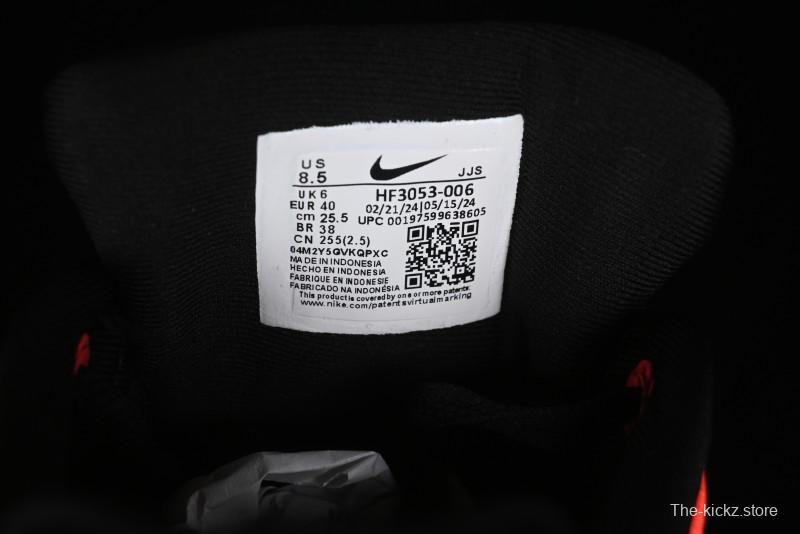 US
8.5
JJS
UK 6
HF3053-006
EUR 40
02/21/24|05/15/24
cm 25.5
UPC 00197599638605
BR 38
CN 255(2.5)
04M2Y5QVKQPXC
MADE IN INDONESIA
HECHO EN INDONESIA
FABRIQUE EN INDONESIE
FABRICADO NA INDONÉSIA
This product is covered by one or more patents.
www.nike.com/patentsvirtualmarking
The-kickz.store